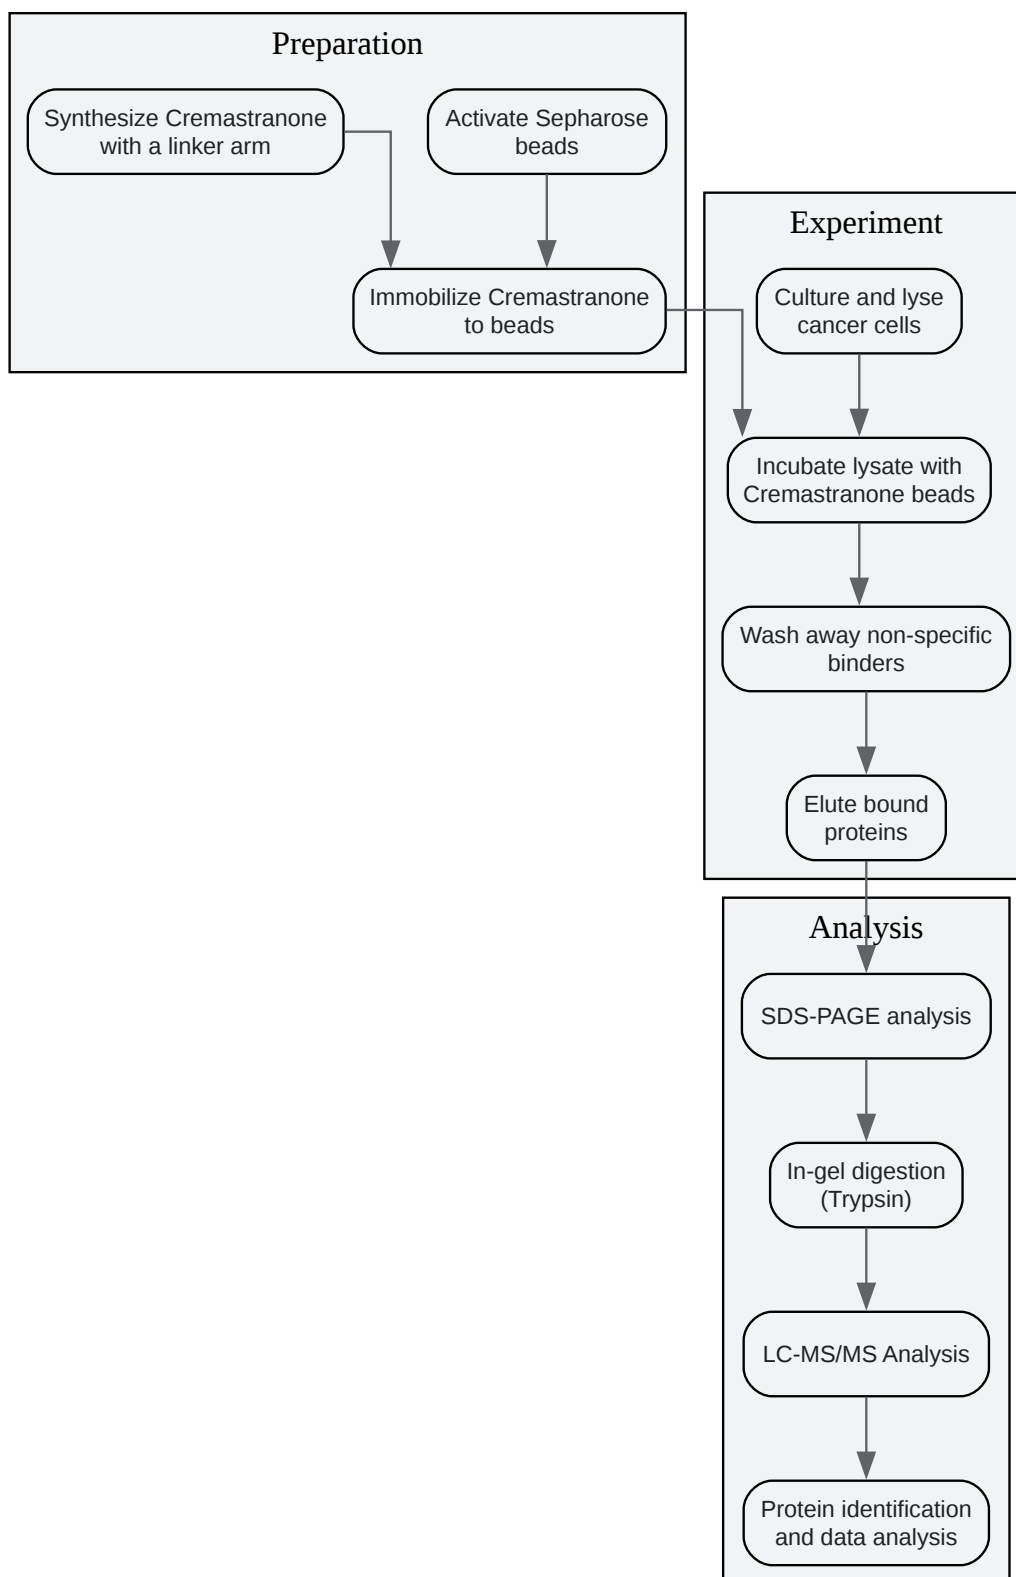 Preparation
Synthesize Cremastranone
with a linker arm
Activate Sepharose
beads
Immobilize Cremastranone
to beads
Experiment
Culture and lyse
cancer cells
Incubate lysate with
Cremastranone beads
Wash away non-specific
binders
Elute bound
proteins
Analysis
SDS-PAGE analysis
In-gel digestion
(Trypsin)
LC-MS/MS Analysis
Protein identification
and data analysis